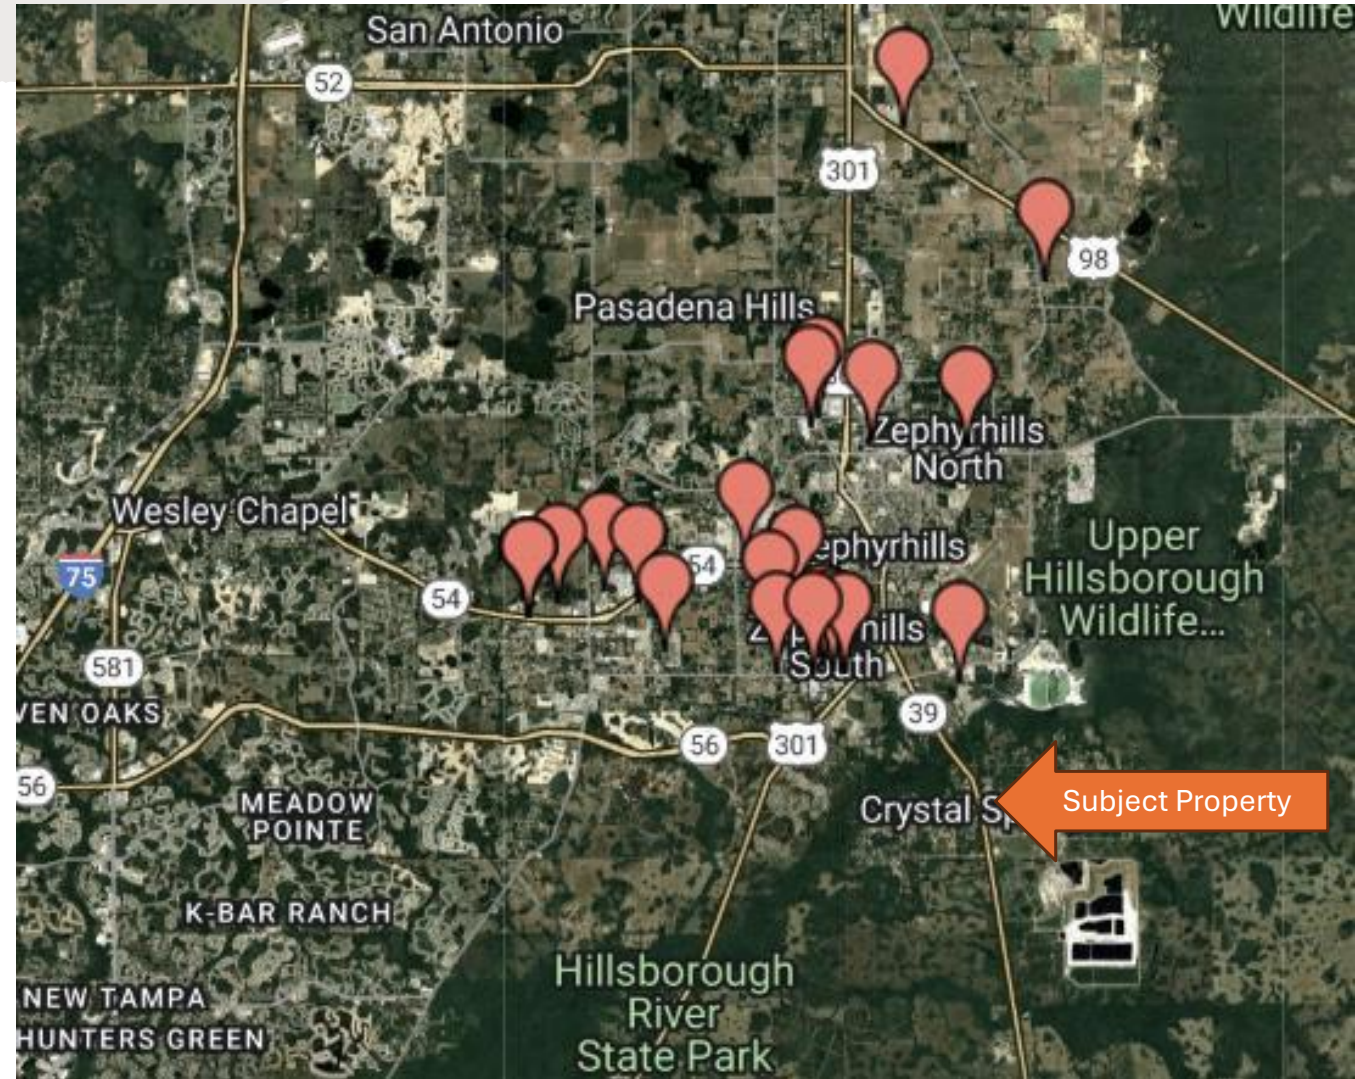 San Antonio
Wildlife
52
301
98
Pasadena Hills
Zephyrhills
North
Wesley Chapel
ephyrhills
54
75
54
Upper
Hillsborough
Wildlife...
581
South
VEN OAKS
39
56
301
56
MEADOW
POINTE
Crystal Sp
Subject Property
K-BAR RANCH
Hillsborough
River
State Park
NEW TAMPA
HUNTERS GREEN